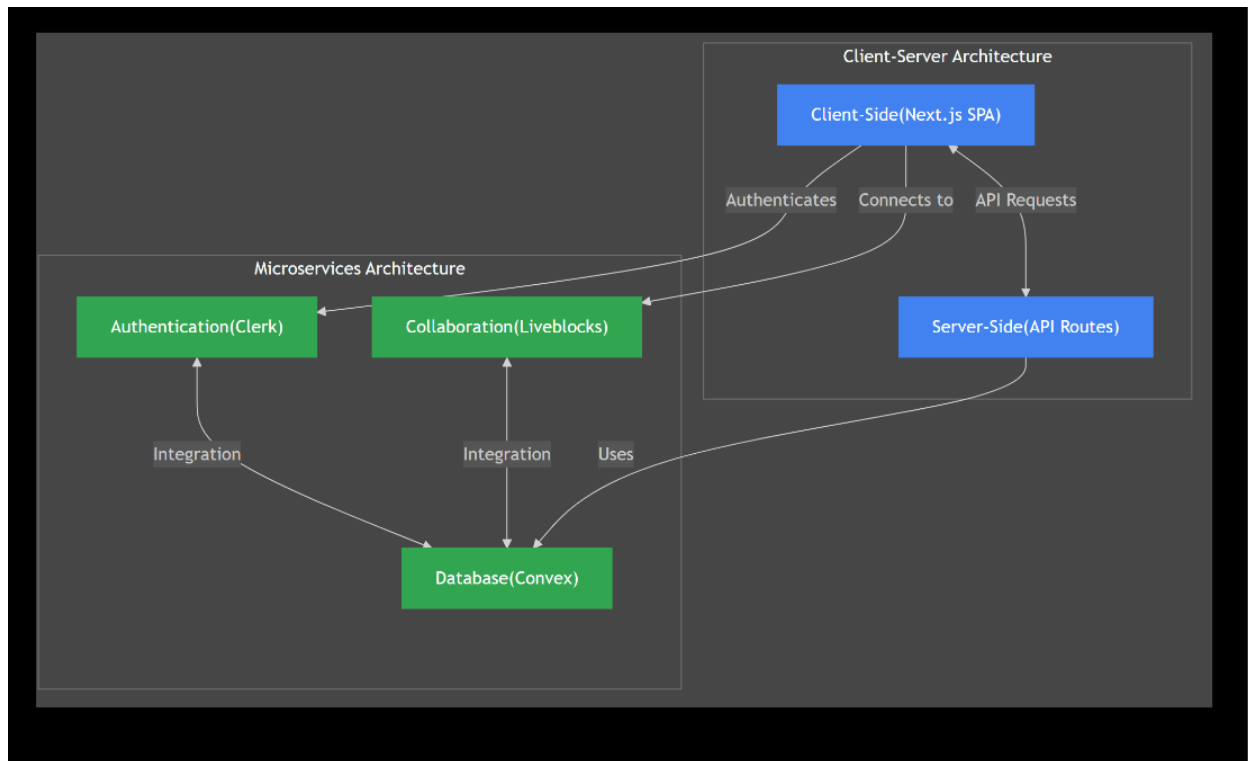 Client-Server Architecture
Client-Side(Next.js SPA)
Authenticates
Connects to
API Requests
Microservices Architecture
Authentication(Clerk)
Collaboration(Liveblocks)
Server-Side(API Routes)
Integration
Integration
Uses
Database(Convex)